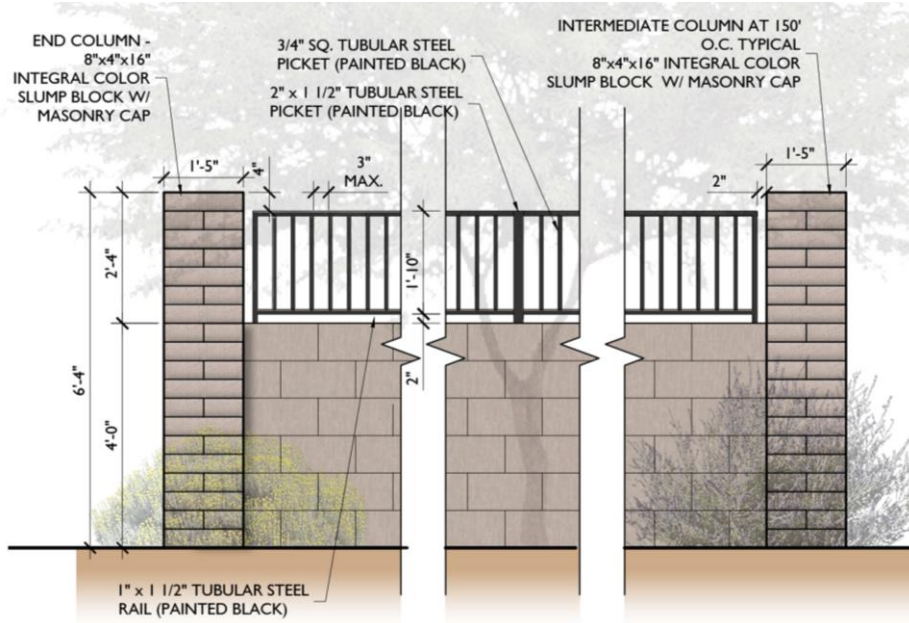 END COLUMN -
8"x4"x16"
INTEGRAL COLOR
SLUMP BLOCK W/
MASONRY CAP
3/4" SQ. TUBULAR STEEL
PICKET (PAINTED BLACK)
2" x 1 1/2" TUBULAR STEEL
PICKET (PAINTED BLACK)
INTERMEDIATE COLUMN AT 150'
O.C. TYPICAL
8"x4"x16" INTEGRAL COLOR
SLUMP BLOCK W/ MASONRY CAP
1'-5"
4"
3"
MAX.
2"
1'-5"
2'-4"
1'-10"
6'-4"
2"
4'-0"
1" x 1 1/2" TUBULAR STEEL
RAIL (PAINTED BLACK)